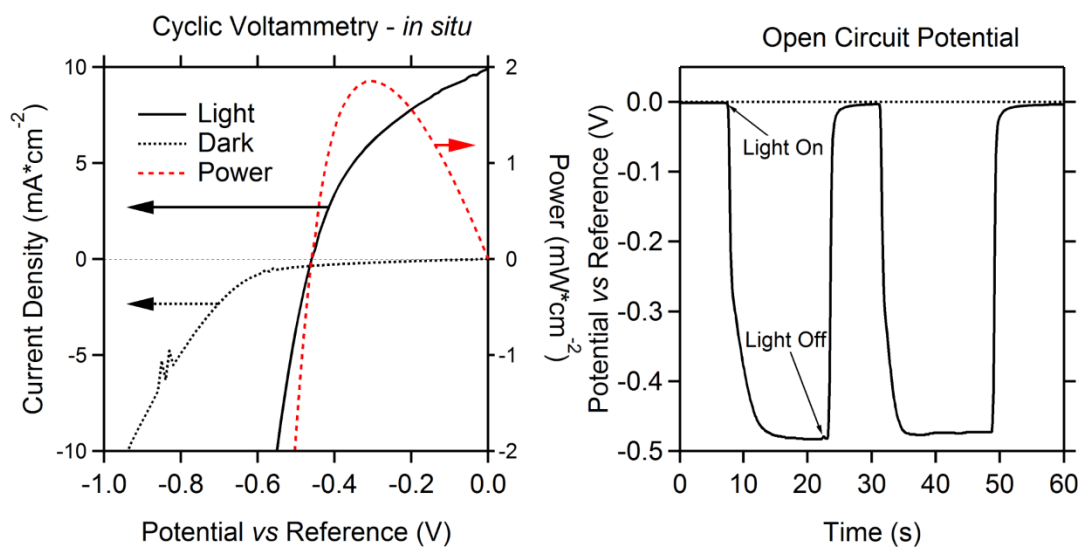 Cyclic Voltammetry - in situ
10
5
0
-5
-10
Current Density (mA*cm-2)
Light
Dark
Power
2
1
0
-1
-2
Power (mW*cm-2)
-1.0 -0.8 -0.6 -0.4 -0.2 0.0
Potential vs Reference (V)
Open Circuit Potential
0.0
-0.1
-0.2
-0.3
-0.4
-0.5
Potential vs Reference (V)
Light On
Light Off
0 10 20 30 40 50 60
Time (s)